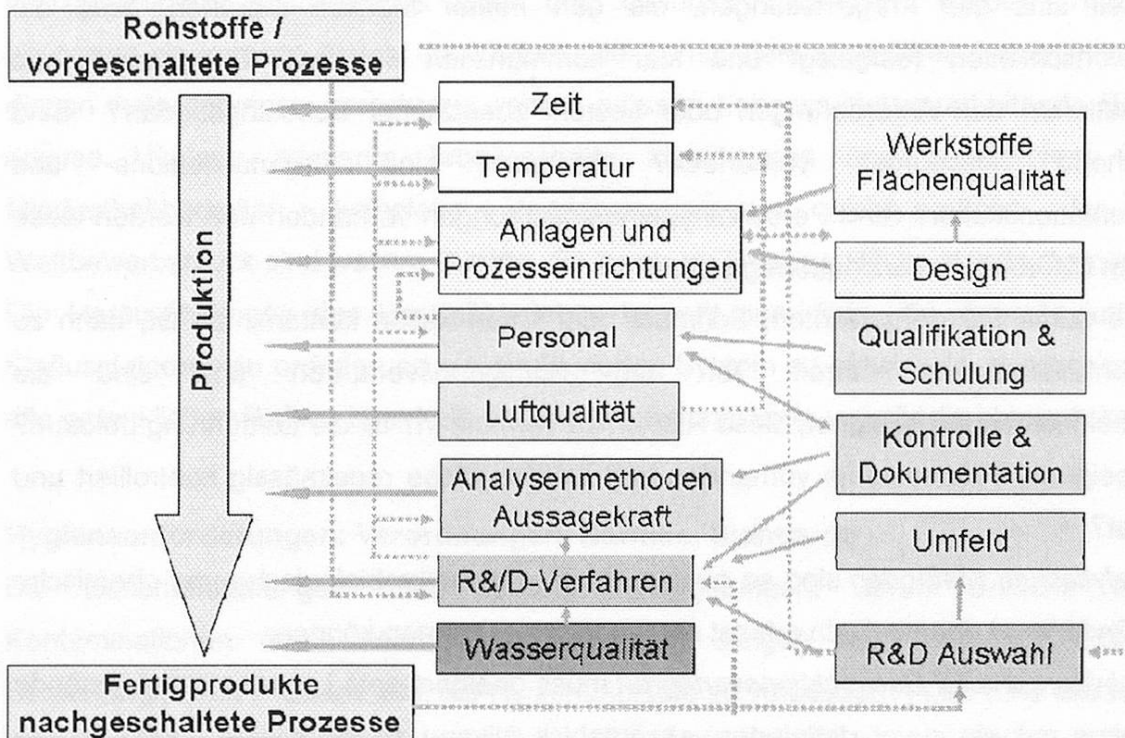 Rohstoffe /
vorgeschaltete Prozesse
Produktion
Fertigprodukte
nachgeschaltete Prozesse
Zeit
Temperatur
Anlagen und
Prozesseinrichtungen
Personal
Luftqualität
Analysenmethoden
Aussagekraft
R&/D-Verfahren
Wasserqualität
Werkstoffe
Flächenqualität
Design
Qualifikation &
Schulung
Kontrolle &
Dokumentation
Umfeld
R&D Auswahl